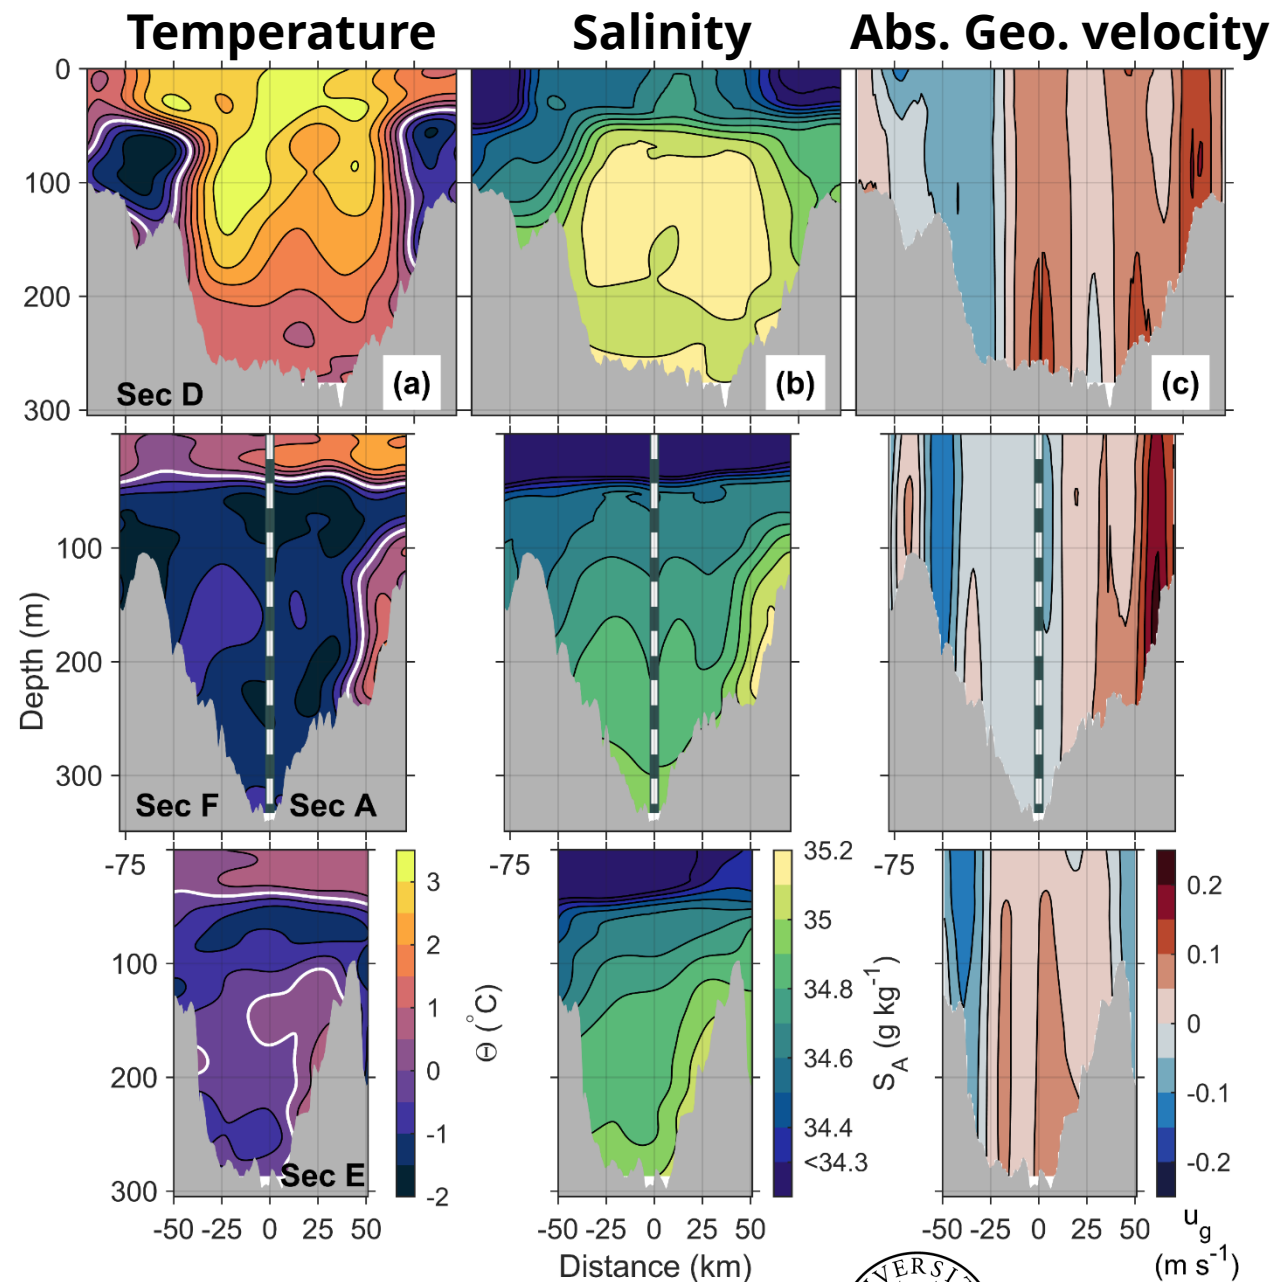 Temperature Salinity Abs. Geo. velocity
0
100
200
300
Sec D (a) (b) (c)
Depth (m)
100
200
300
Sec F Sec A
-75 -75
100
200
300
Sec E
3
2
1
0
-1
-2
Θ (°C)
35.2
35
34.8
34.6
34.4
<34.3
S_A (g kg⁻¹)
0.2
0.1
0
-0.1
-0.2
u_g
(m s⁻¹)
-50 -25 0 25 50 -50 -25 0 25 50 -50 -25 0 25 50
Distance (km)
VERSI